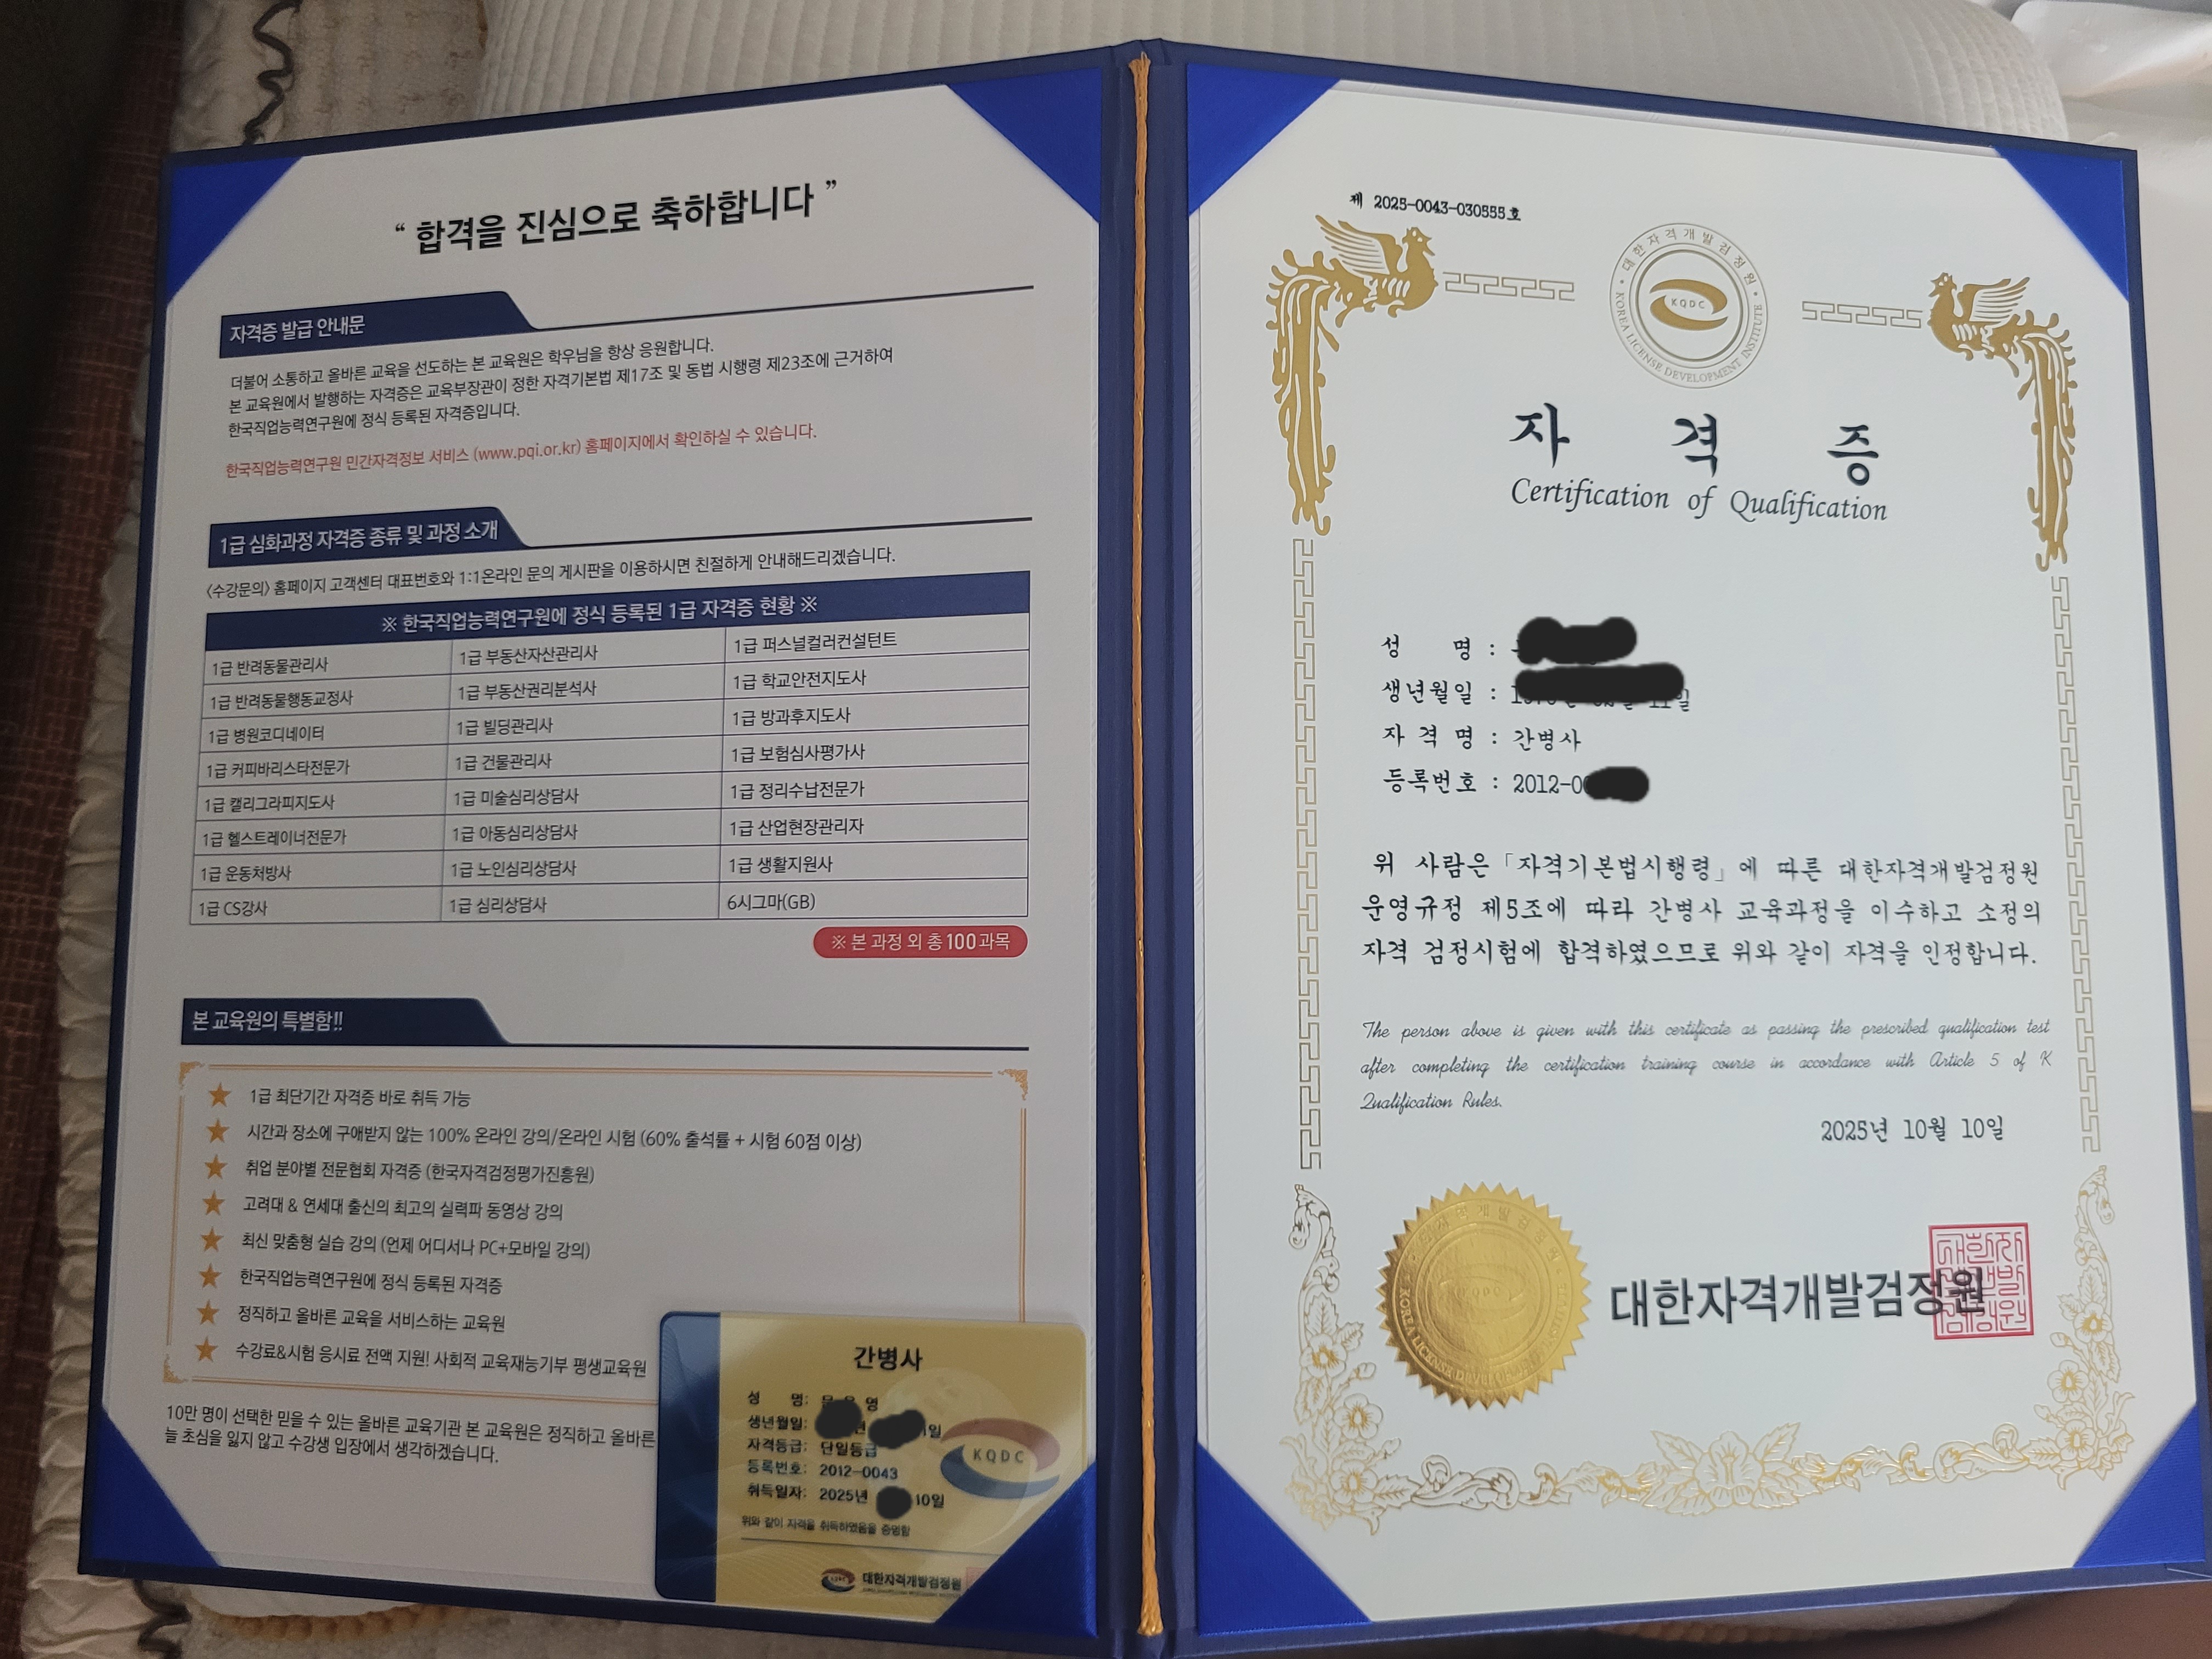 “ 합격을 진심으로 축하합니다 ”
자격증 발급 안내문
더불어 소통하고 올바른 교육을 선도하는 본 교육원은 학우님을 항상 응원합니다.
본 교육원에서 발행하는 자격증은 교육부장관이 정한 자격기본법 제17조 및 동법 시행령 제23조에 근거하여
한국직업능력연구원에 정식 등록된 자격증입니다.
한국직업능력연구원 민간자격정보 서비스 (www.pqi.or.kr) 홈페이지에서 확인하실 수 있습니다.
1급 심화과정 자격증 종류 및 과정 소개
〈수강문의〉 홈페이지 고객센터 대표번호와 1:1온라인 문의 게시판을 이용하시면 친절하게 안내해드리겠습니다.
※ 한국직업능력연구원에 정식 등록된 1급 자격증 현황 ※
1급 반려동물관리사 1급 부동산자산관리사 1급 퍼스널컬러컨설턴트
1급 반려동물행동교정사 1급 부동산권리분석사 1급 학교안전지도사
1급 병원코디네이터 1급 빌딩관리사 1급 방과후지도사
1급 커피바리스타전문가 1급 건물관리사 1급 보험심사평가사
1급 캘리그라피지도사 1급 미술심리상담사 1급 정리수납전문가
1급 헬스트레이너전문가 1급 아동심리상담사 1급 산업현장관리자
1급 운동처방사 1급 노인심리상담사 1급 생활지원사
1급 CS강사 1급 심리상담사 6시그마(GB)
※ 본 과정 외 총 100과목
본 교육원의 특별함!!
★ 1급 최단기간 자격증 바로 취득 가능
★ 시간과 장소에 구애받지 않는 100% 온라인 강의/온라인 시험 (60% 출석률 + 시험 60점 이상)
★ 취업 분야별 전문협회 자격증 (한국자격검정평가진흥원)
★ 고려대 & 연세대 출신의 최고의 실력파 동영상 강의
★ 최신 맞춤형 실습 강의 (언제 어디서나 PC+모바일 강의)
★ 한국직업능력연구원에 정식 등록된 자격증
★ 정직하고 올바른 교육을 서비스하는 교육원
★ 수강료&시험 응시료 전액 지원! 사회적 교육재능기부 평생교육원
10만 명이 선택한 믿을 수 있는 올바른 교육기관 본 교육원은 정직하고 올바른
늘 초심을 잃지 않고 수강생 입장에서 생각하겠습니다.
간병사
성 명: 영
생년월일: 일
자격등급: 단일등급
등록번호: 2012-0043
취득일자: 2025년 10일
위와 같이 자격을 취득하였음을 증명함
KQDC
대한자격개발검정원
제 2025-0043-030555호
대한자격개발검정원
KQDC
KOREA LICENSE DEVELOPMENT INSTITUTE
자 격 증
Certification of Qualification
성 명 :
생년월일 : 일
자 격 명 : 간병사
등록번호 : 2012-0
위 사람은「자격기본법시행령」에 따른 대한자격개발검정원
운영규정 제5조에 따라 간병사 교육과정을 이수하고 소정의
자격 검정시험에 합격하였으므로 위와 같이 자격을 인정합니다.
The person above is given with this certificate as passing the prescribed qualification test
after completing the certification training course in accordance with Article 5 of K
Qualification Rules.
2025년 10월 10일
대한자격개발검정원